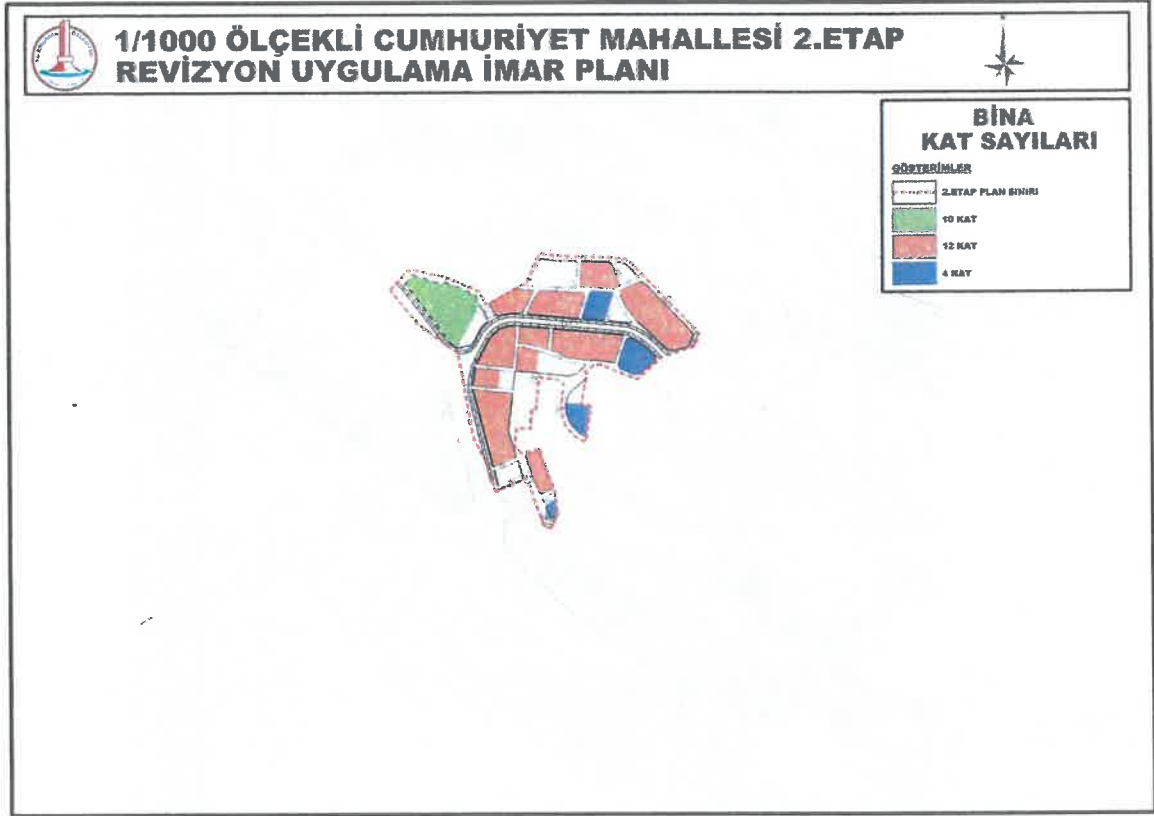 1/1000 ÖLÇEKLİ CUMHURİYET MAHALLESİ 2.ETAP
REVİZYON UYGULAMA İMAR PLANI
BİNA
KAT SAYILARI
GÖSTERİMLER
2.ETAP PLAN SINIRI
10 KAT
12 KAT
4 KAT